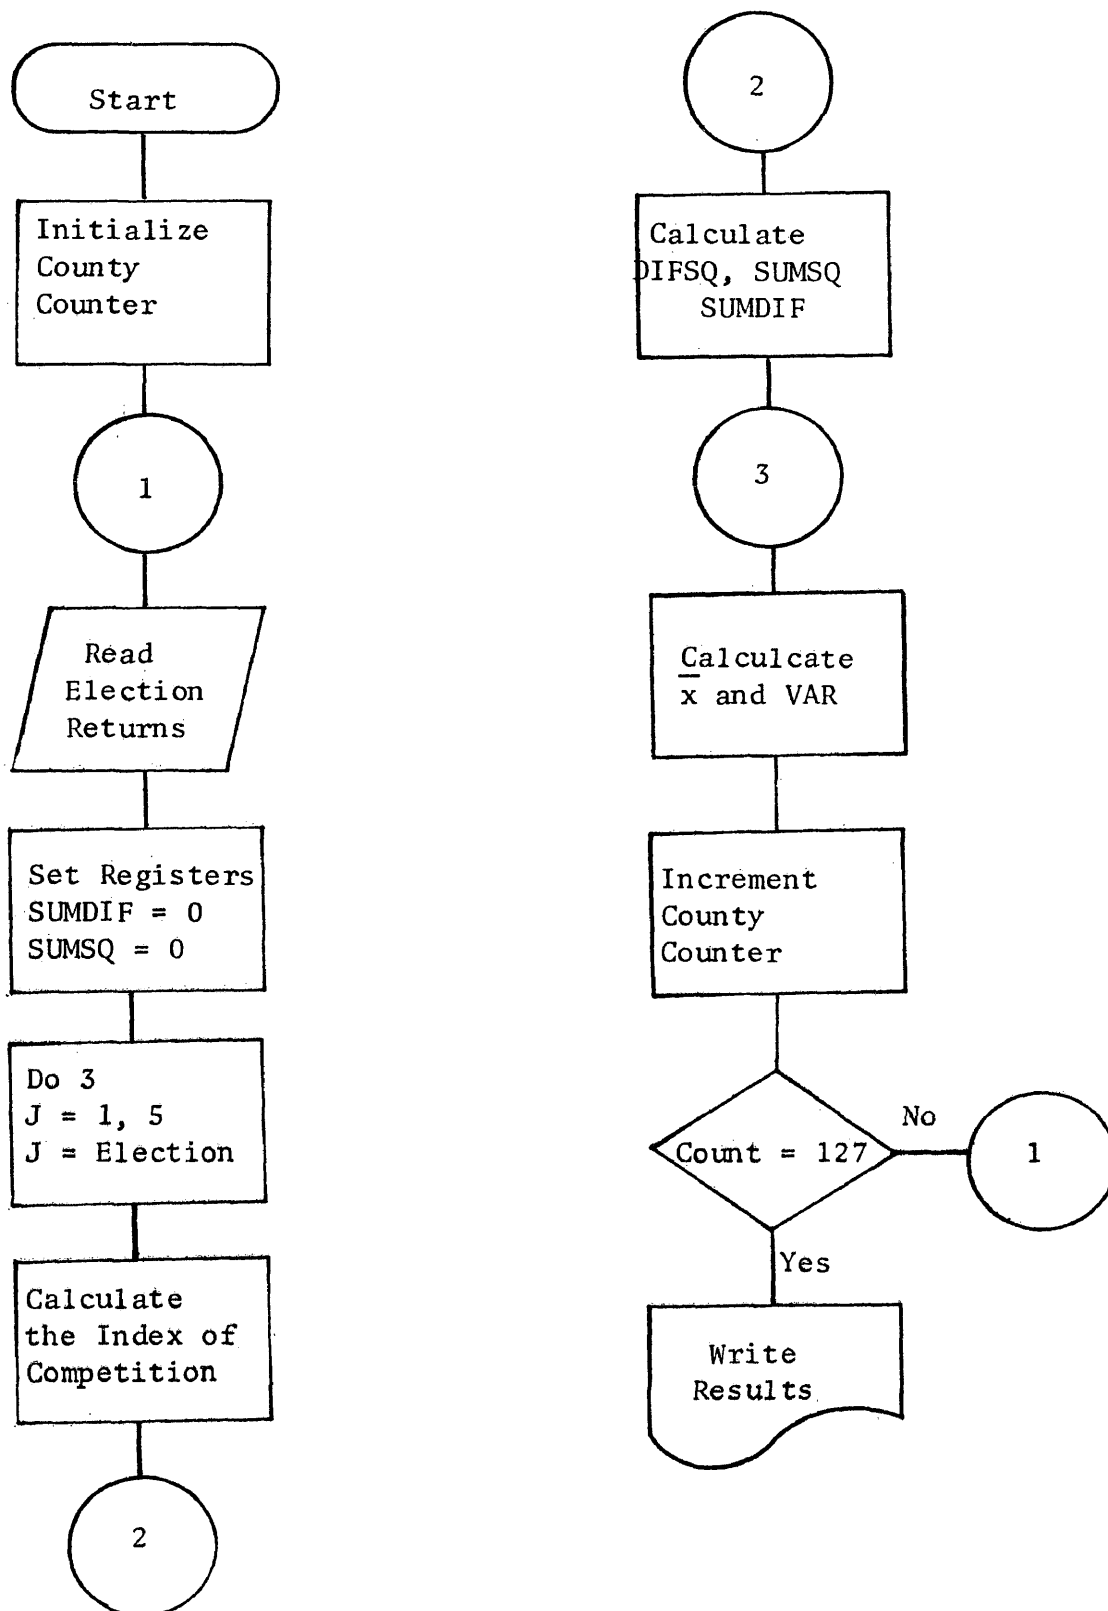 Start
Initialize
County
Counter
1
Read
Election
Returns
Set Registers
SUMDIF = 0
SUMSQ = 0
Do 3
J = 1, 5
J = Election
Calculate
the Index of
Competition
2
2
Calculate
DIFSQ, SUMSQ
SUMDIF
3
Calculcate
x̅ and VAR
Increment
County
Counter
Count = 127
No
1
Yes
Write
Results